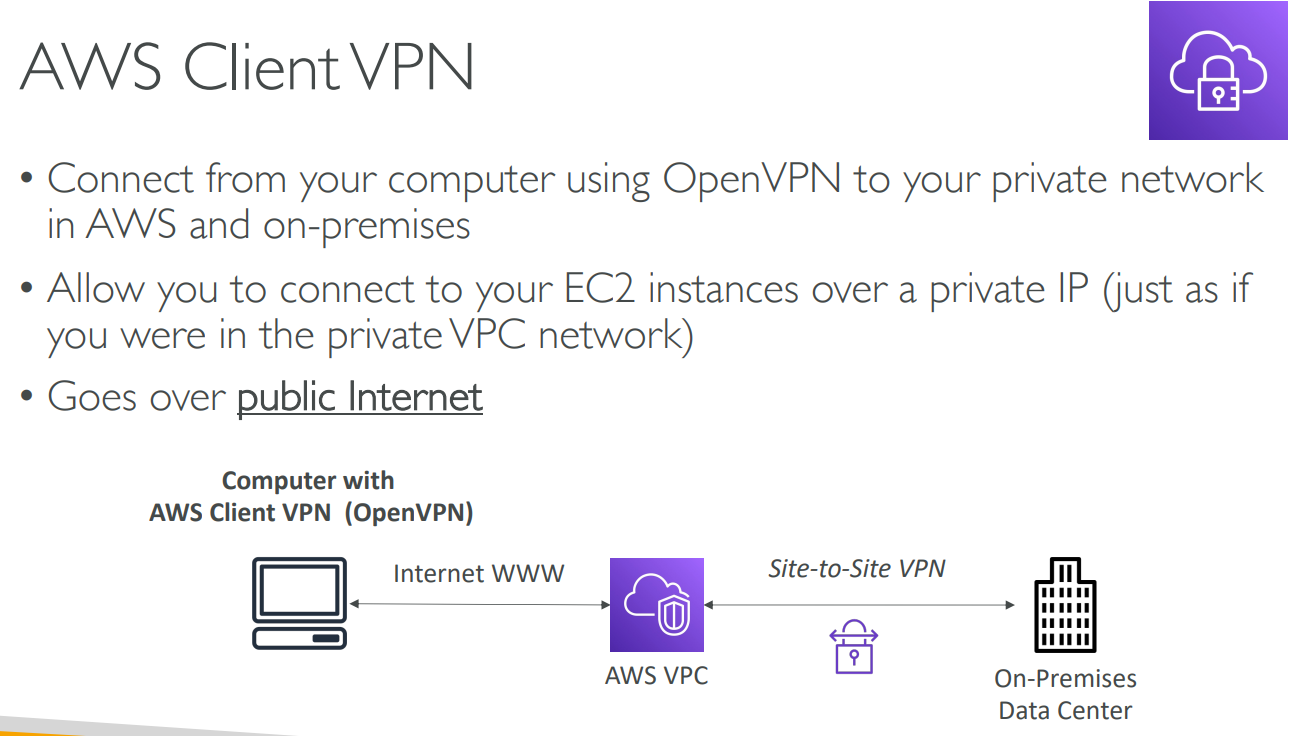 AWS Client VPN
• Connect from your computer using OpenVPN to your private network
in AWS and on-premises
• Allow you to connect to your EC2 instances over a private IP (just as if
you were in the private VPC network)
• Goes over public Internet
Computer with
AWS Client VPN (OpenVPN)
Internet WWW
Site-to-Site VPN
AWS VPC
On-Premises
Data Center